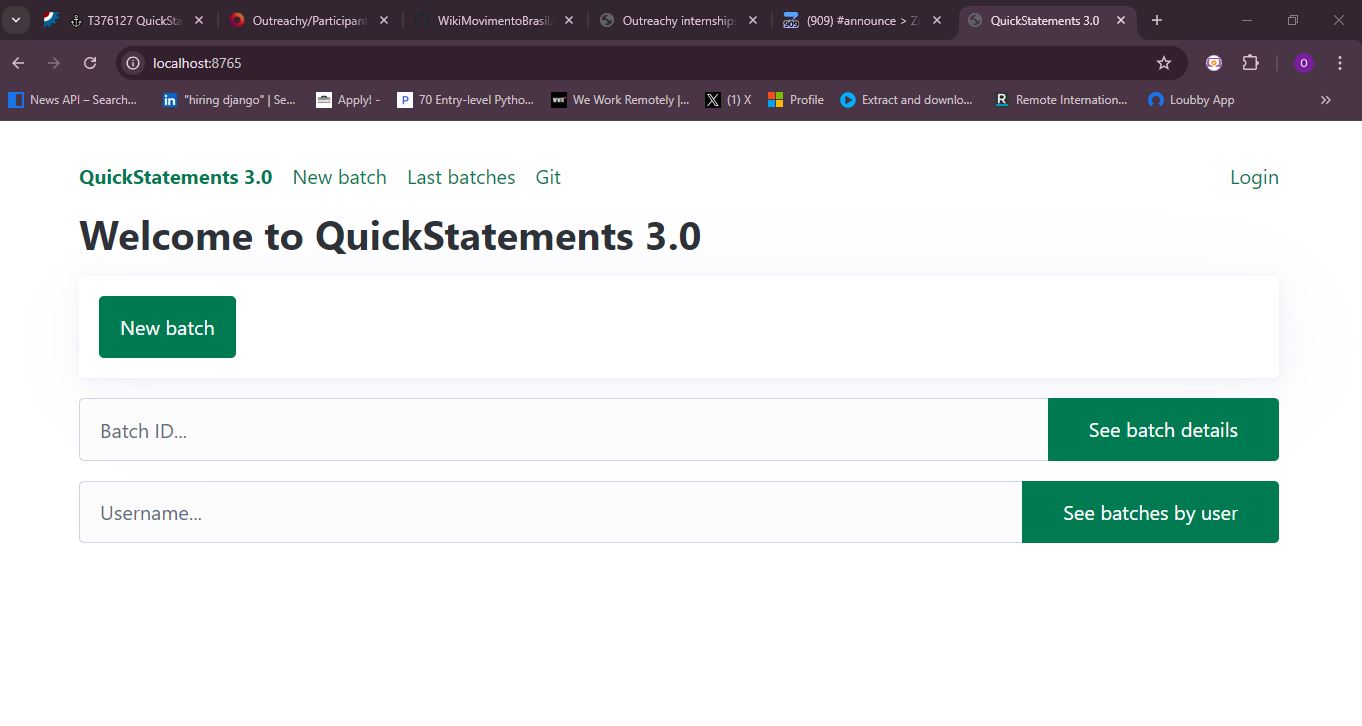 T376127 QuickSta
Outreachy/Participant
WikiMovimentoBrasil
Outreachy internship
909 (909) #announce > Z
QuickStatements 3.0
localhost:8765
O
News API – Search...
in "hiring django" | Se...
Apply! -
P 70 Entry-level Pytho...
WWR We Work Remotely |...
X (1) X
Profile
Extract and downlo...
R Remote Internation...
Loubby App
QuickStatements 3.0 New batch Last batches Git Login
Welcome to QuickStatements 3.0
New batch
Batch ID... See batch details
Username... See batches by user